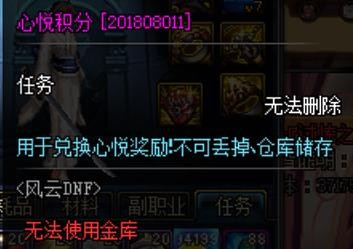 心悦积分 [201808011]
任务
无法删除
用于兑换心悦奖励!不可丢掉、仓库储存
<风云DNF>
材料 副职业 任务
无法使用金库